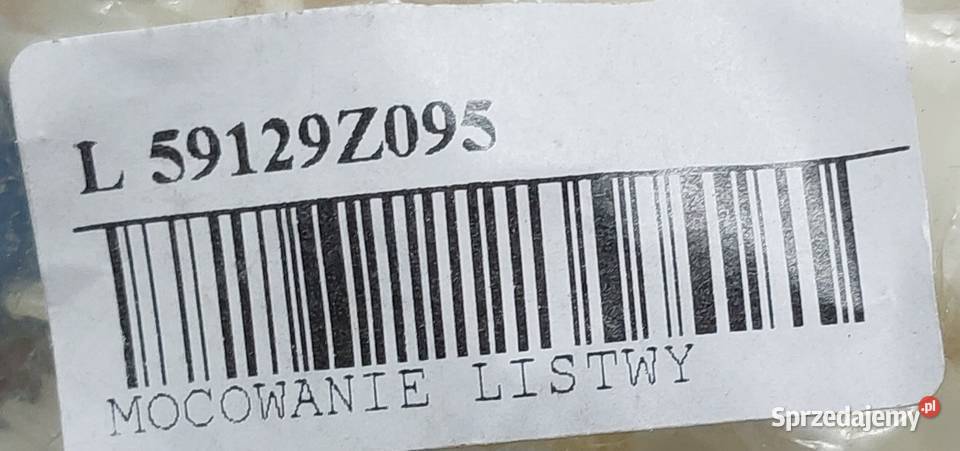 L 59129Z095
MOCOWANIE LISTWY
Sprzedajemy.pl